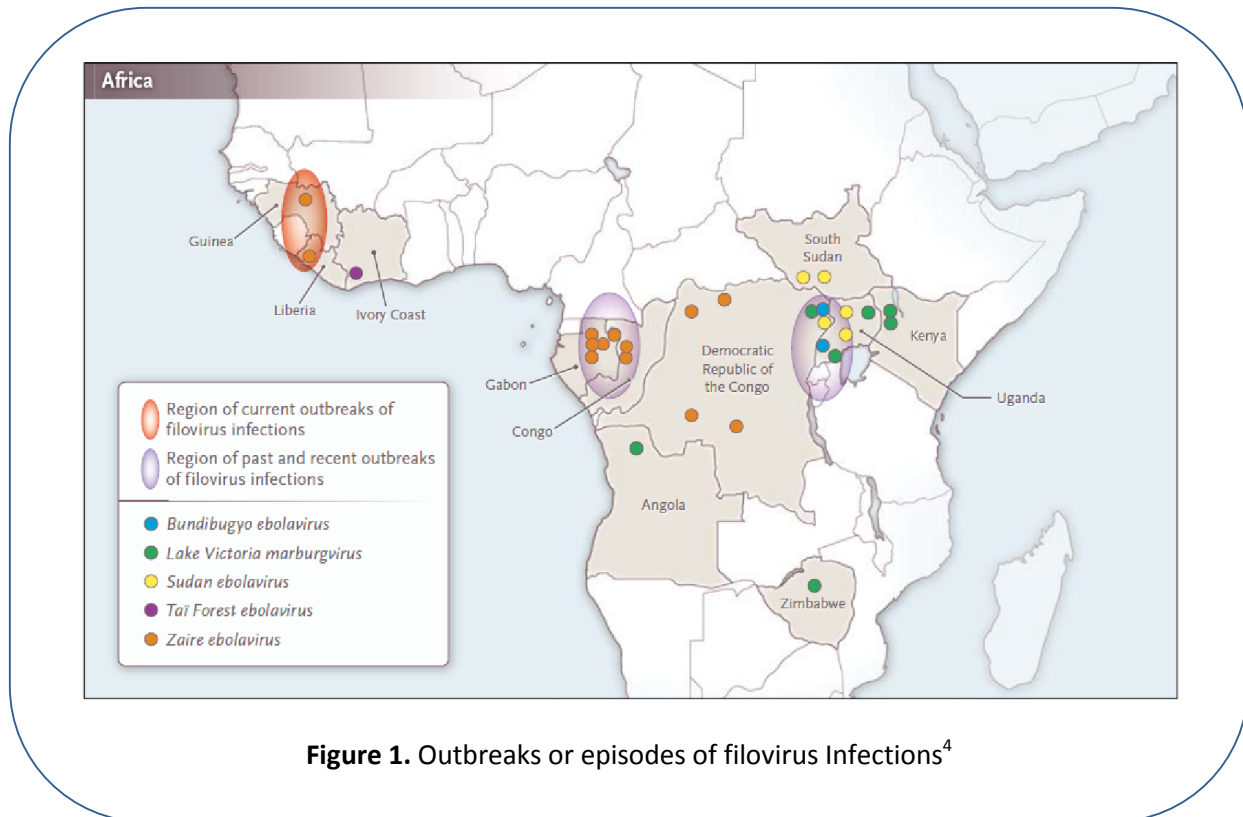 Africa
Guinea
Liberia
Ivory Coast
South
Sudan
Gabon
Congo
Democratic
Republic of
the Congo
Kenya
Uganda
Angola
Zimbabwe
Region of current outbreaks of
filovirus infections
Region of past and recent outbreaks
of filovirus infections
Bundibugyo ebolavirus
Lake Victoria marburgvirus
Sudan ebolavirus
Taï Forest ebolavirus
Zaire ebolavirus
Figure 1. Outbreaks or episodes of filovirus Infections4